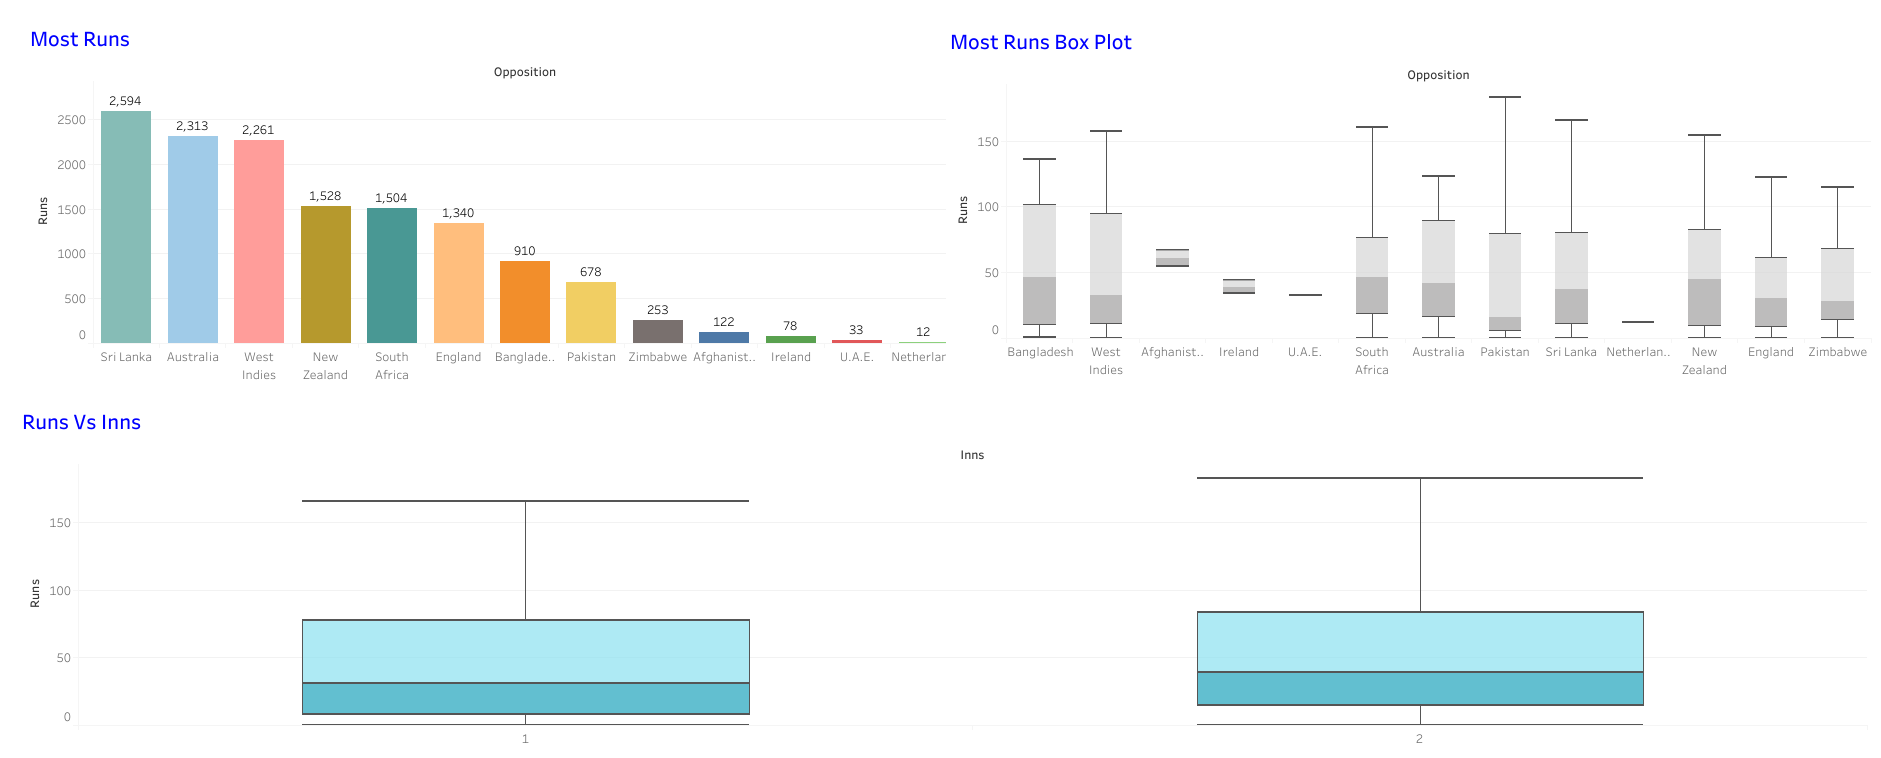 Most Runs
Opposition
Runs
2500
2000
1500
1000
500
0
2,594
2,313
2,261
1,528
1,504
1,340
910
678
253
122
78
33
12
Sri Lanka
Australia
West
Indies
New
Zealand
South
Africa
England
Banglade..
Pakistan
Zimbabwe
Afghanist..
Ireland
U.A.E.
Netherlan
Most Runs Box Plot
Opposition
Runs
150
100
50
0
Bangladesh
West
Indies
Afghanist..
Ireland
U.A.E.
South
Africa
Australia
Pakistan
Sri Lanka
Netherlan..
New
Zealand
England
Zimbabwe
Runs Vs Inns
Inns
Runs
150
100
50
0
1
2